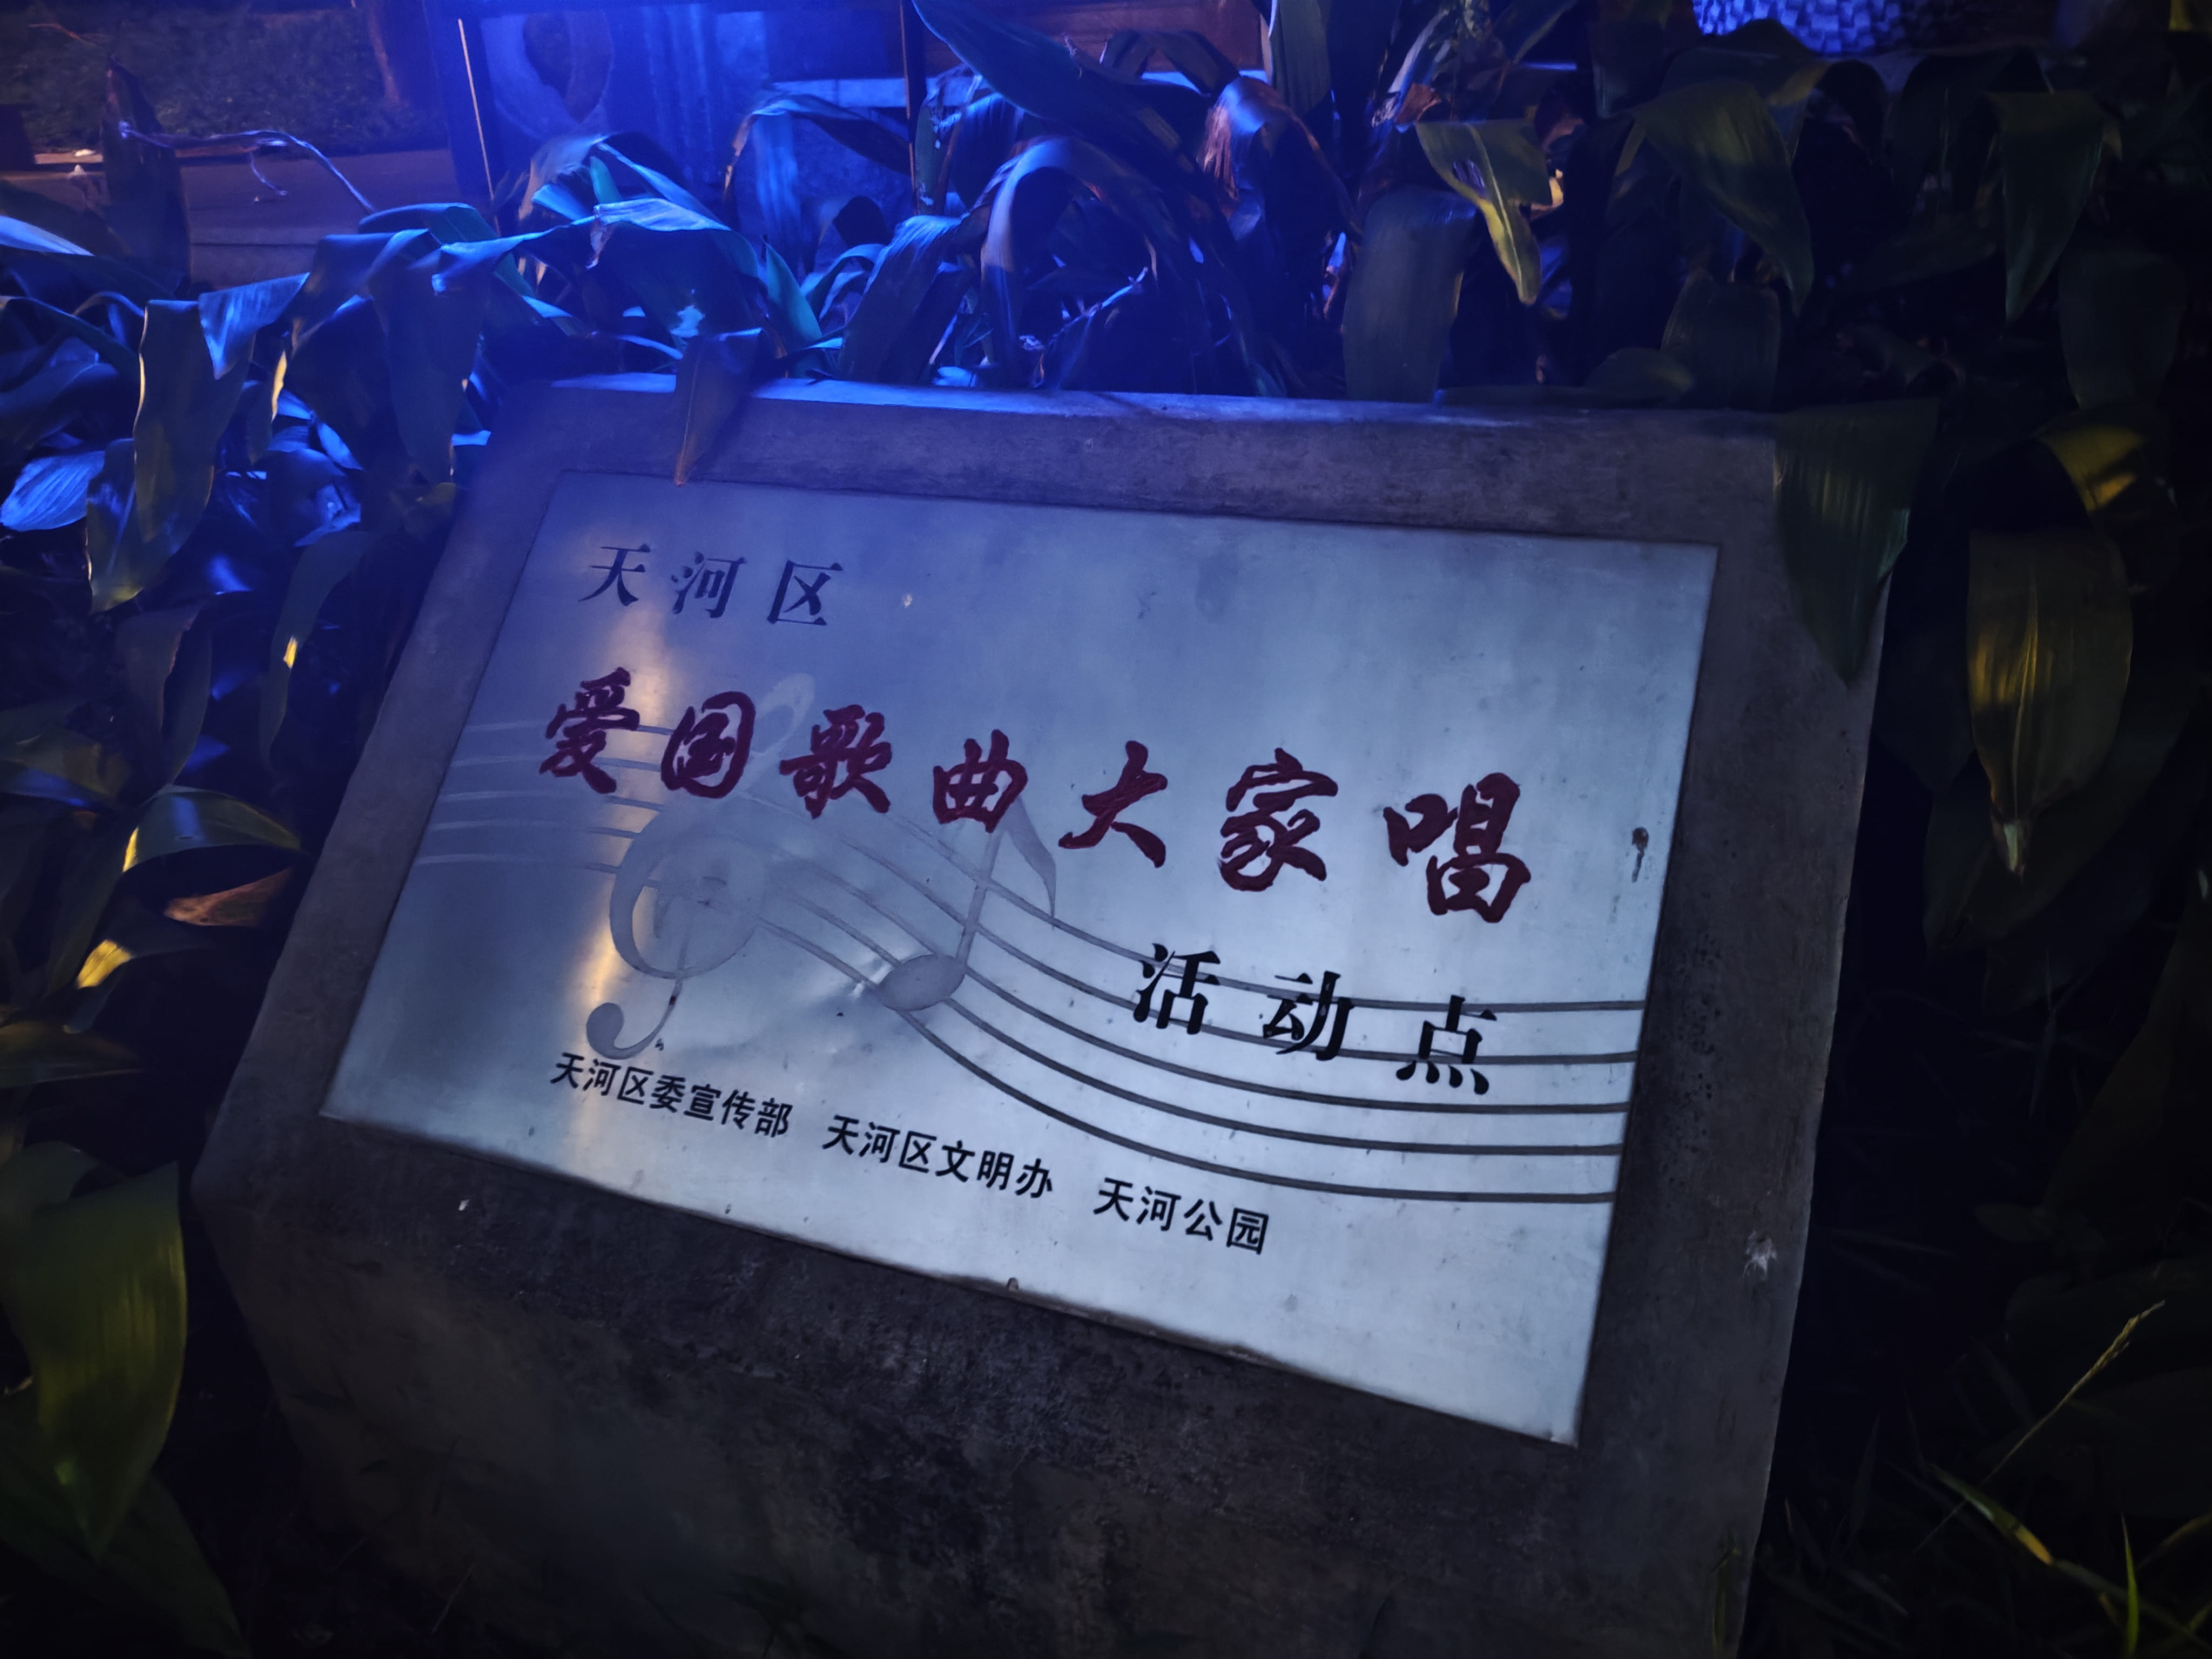 天河区
爱国歌曲大家唱
活动点
天河区委宣传部 天河区文明办 天河公园